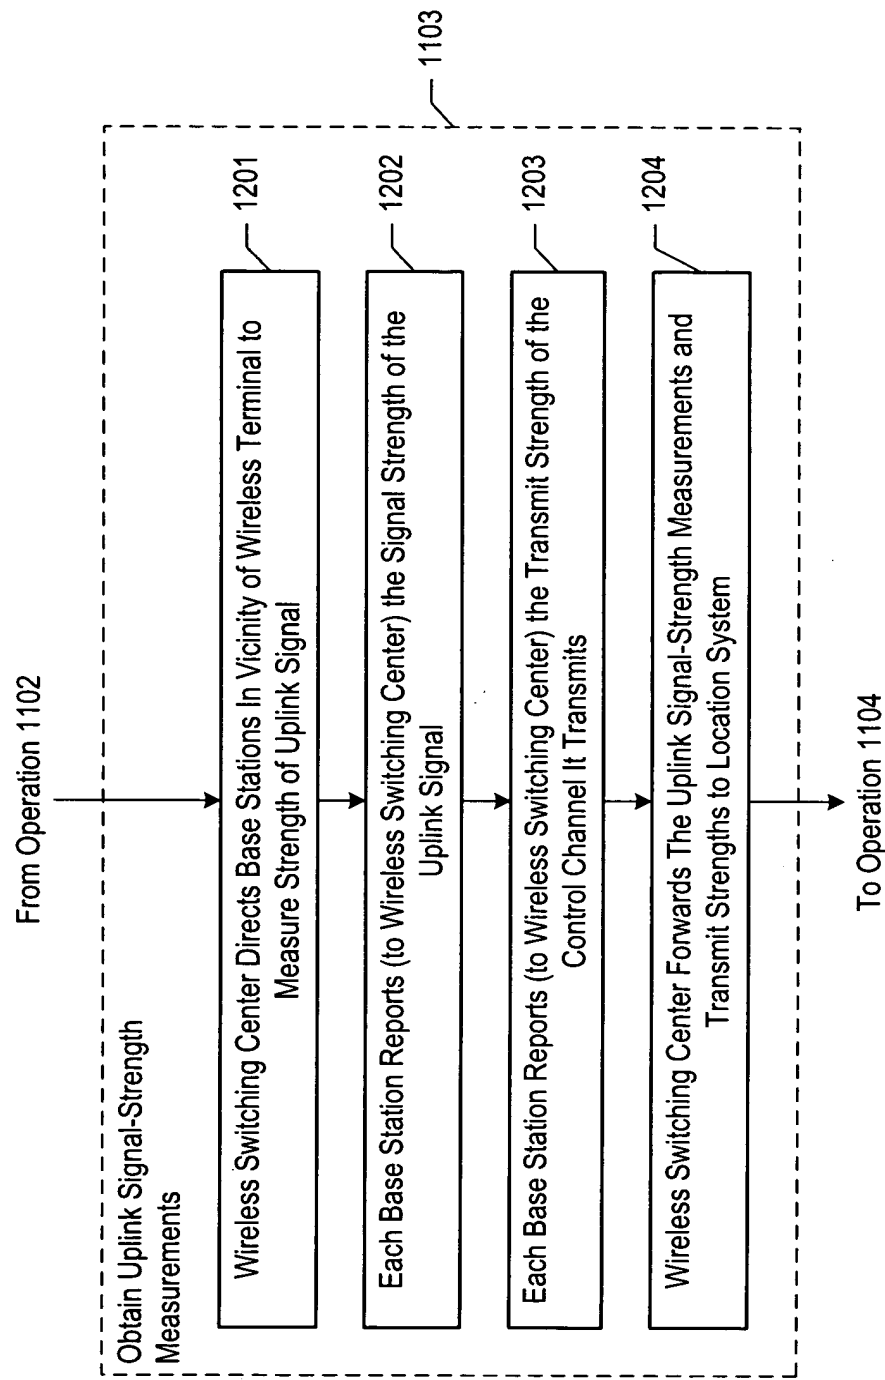 From Operation 1102
1103
Obtain Uplink Signal-Strength
Measurements
1201
Wireless Switching Center Directs Base Stations In Vicinity of Wireless Terminal to
Measure Strength of Uplink Signal
1202
Each Base Station Reports (to Wireless Switching Center) the Signal Strength of the
Uplink Signal
1203
Each Base Station Reports (to Wireless Switching Center) the Transmit Strength of the
Control Channel It Transmits
1204
Wireless Switching Center Forwards The Uplink Signal-Strength Measurements and
Transmit Strengths to Location System
To Operation 1104